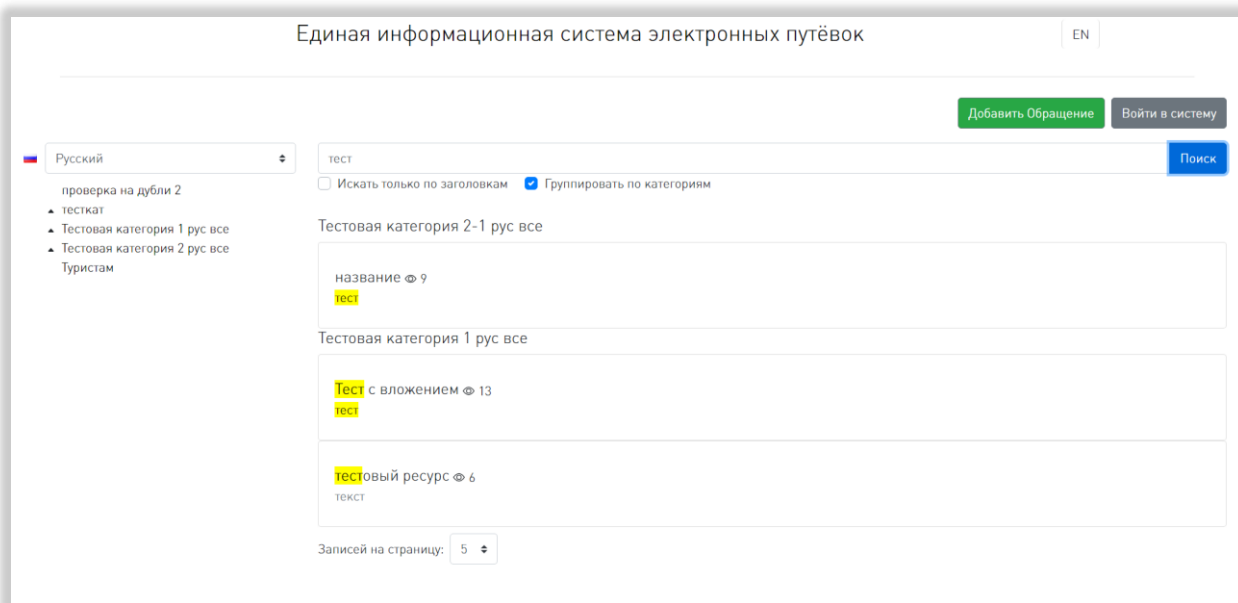 Единая информационная система электронных путёвок
EN
Добавить Обращение
Войти в систему
Русский
тест
Поиск
Искать только по заголовкам
Группировать по категориям
проверка на дубли 2
тесткат
Тестовая категория 1 рус все
Тестовая категория 2 рус все
Туристам
Тестовая категория 2-1 рус все
название 9
тест
Тестовая категория 1 рус все
Тест с вложением 13
тест
тестовый ресурс 6
текст
Записей на страницу: 5